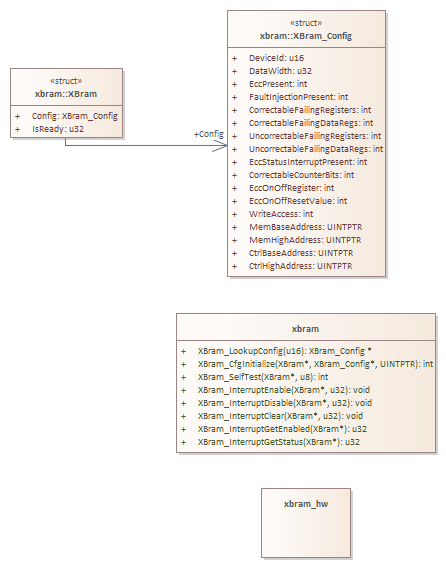 «struct»
xbram::XBram_Config
+ DeviceId: u16
+ DataWidth: u32
+ EccPresent: int
+ FaultInjectionPresent: int
+ CorrectableFailingRegisters: int
+ CorrectableFailingDataRegs: int
+ UncorrectableFailingRegisters: int
+ UncorrectableFailingDataRegs: int
+ EccStatusInterruptPresent: int
+ CorrectableCounterBits: int
+ EccOnOffRegister: int
+ EccOnOffResetValue: int
+ WriteAccess: int
+ MemBaseAddress: UINTPTR
+ MemHighAddress: UINTPTR
+ CtrlBaseAddress: UINTPTR
+ CtrlHighAddress: UINTPTR
«struct»
xbram::XBram
+ Config: XBram_Config
+ IsReady: u32
+Config
xbram
+ XBram_LookupConfig(u16): XBram_Config *
+ XBram_CfgInitialize(XBram*, XBram_Config*, UINTPTR): int
+ XBram_SelfTest(XBram*, u8): int
+ XBram_InterruptEnable(XBram*, u32): void
+ XBram_InterruptDisable(XBram*, u32): void
+ XBram_InterruptClear(XBram*, u32): void
+ XBram_InterruptGetEnabled(XBram*): u32
+ XBram_InterruptGetStatus(XBram*): u32
xbram_hw